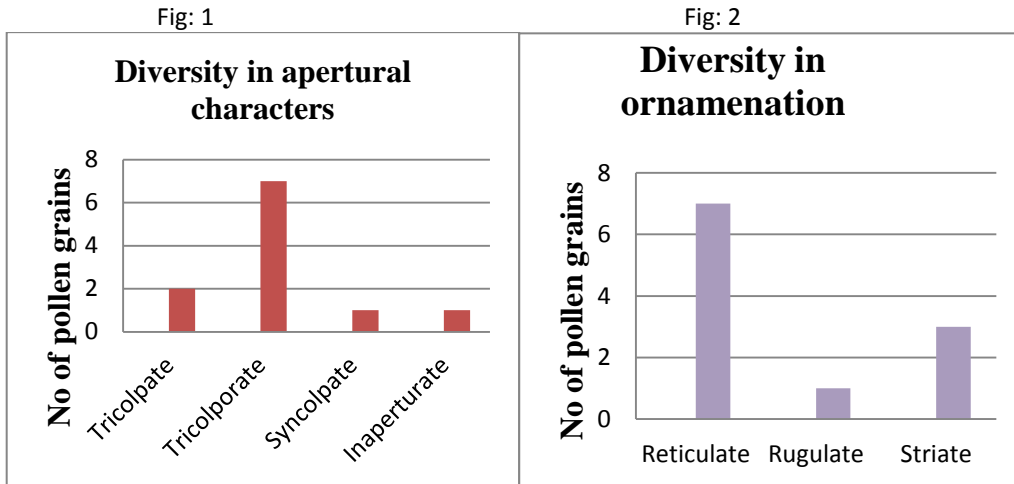 Fig: 1
Diversity in apertural
characters
No of pollen grains
8
6
4
2
0
Tricolpate
Tricolporate
Syncolpate
Inaperturate
Fig: 2
Diversity in
ornamenation
No of pollen grains
8
6
4
2
0
Reticulate Rugulate Striate